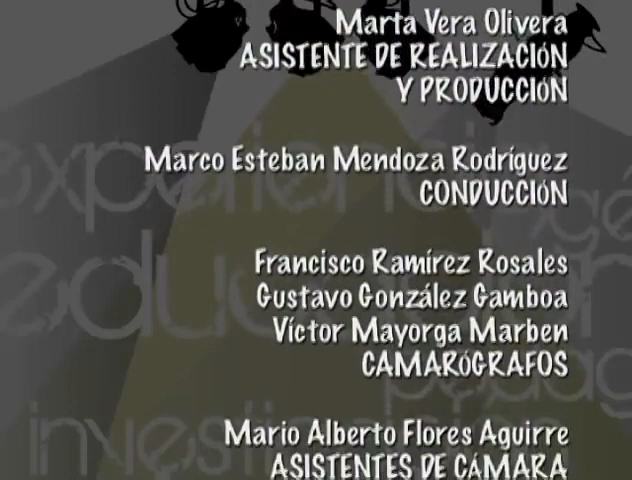 Marta Vera Olivera
ASISTENTE DE REALIZACIÓN
Y PRODUCCIÓN
Marco Esteban Mendoza Rodríguez
CONDUCCIÓN
Francisco Ramírez Rosales
Gustavo González Gamboa
Víctor Mayorga Marben
CAMARÓGRAFOS
Mario Alberto Flores Aguirre
ASISTENTES DE CÁMARA